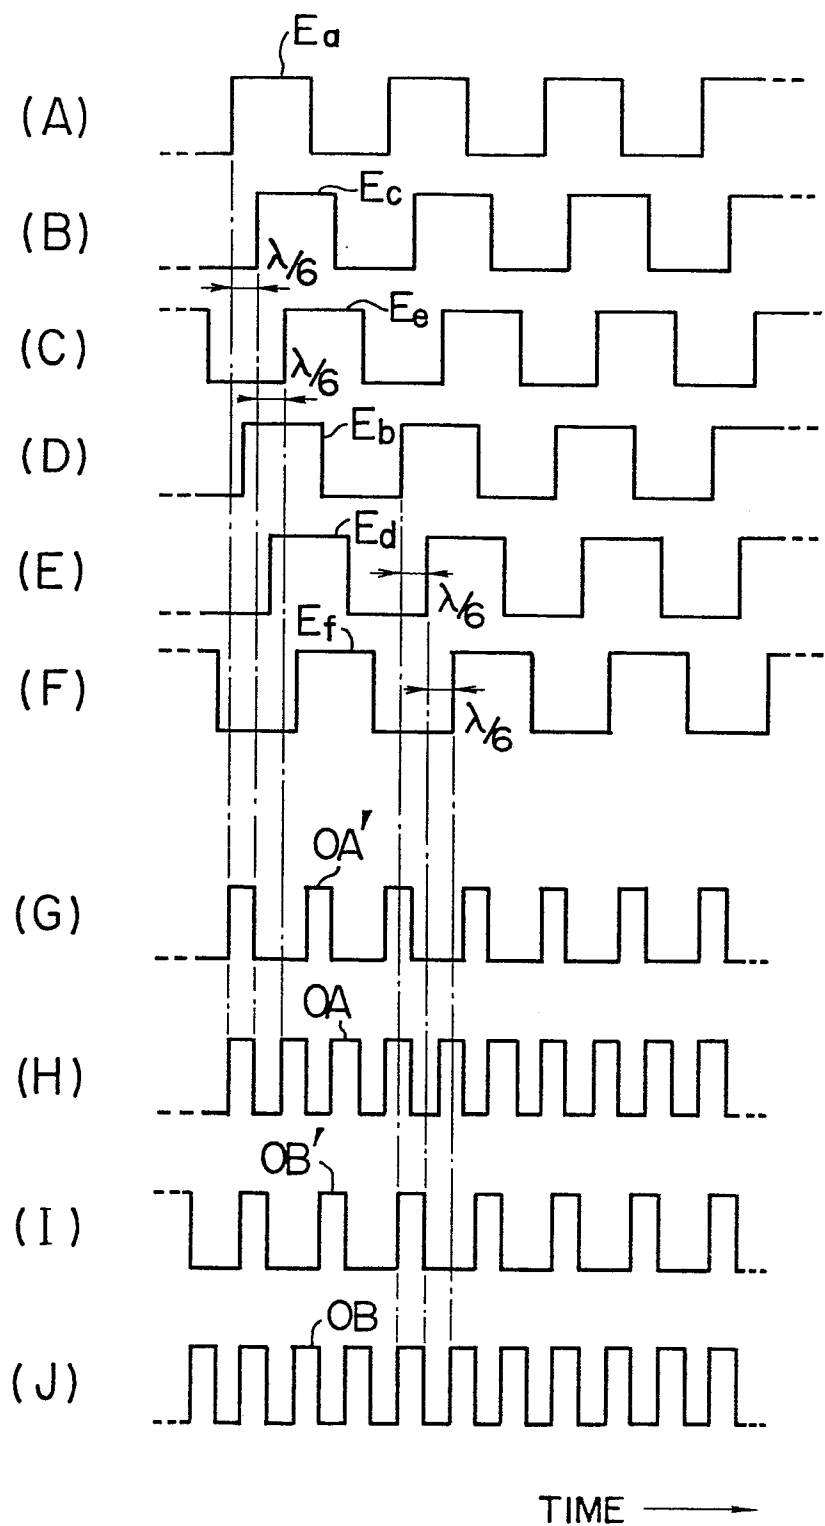 Ea
(A)
Ec
(B)
λ/6
Ee
(C)
λ/6
Eb
(D)
Ed
(E)
λ/6
Ef
(F)
λ/6
OA'
(G)
OA
(H)
OB'
(I)
OB
(J)
TIME